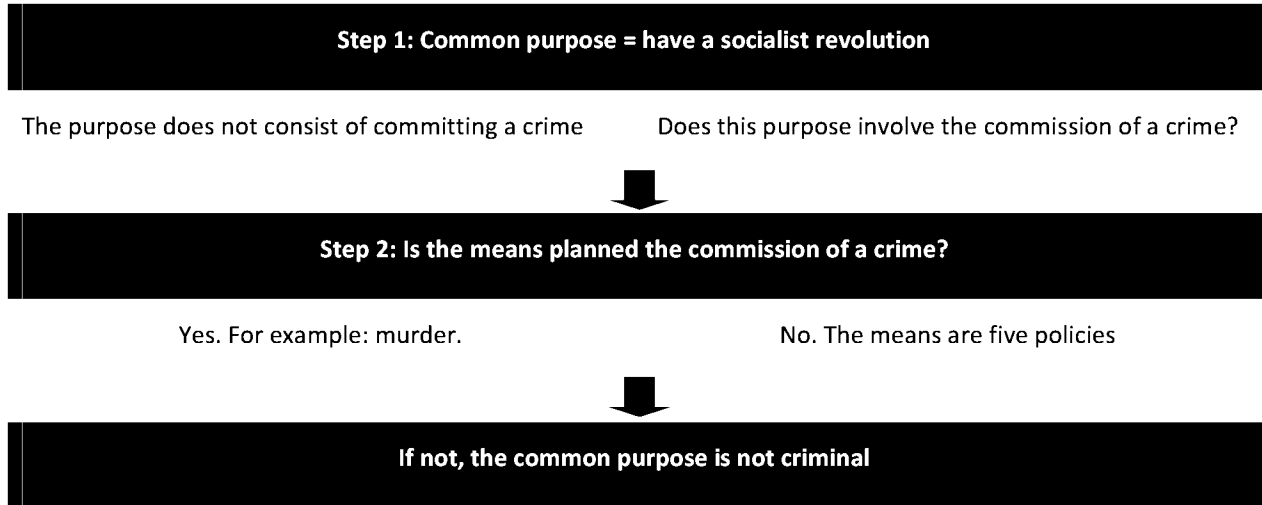 Step 1: Common purpose = have a socialist revolution
The purpose does not consist of committing a crime
Does this purpose involve the commission of a crime?
Step 2: Is the means planned the commission of a crime?
Yes. For example: murder.
No. The means are five policies
If not, the common purpose is not criminal